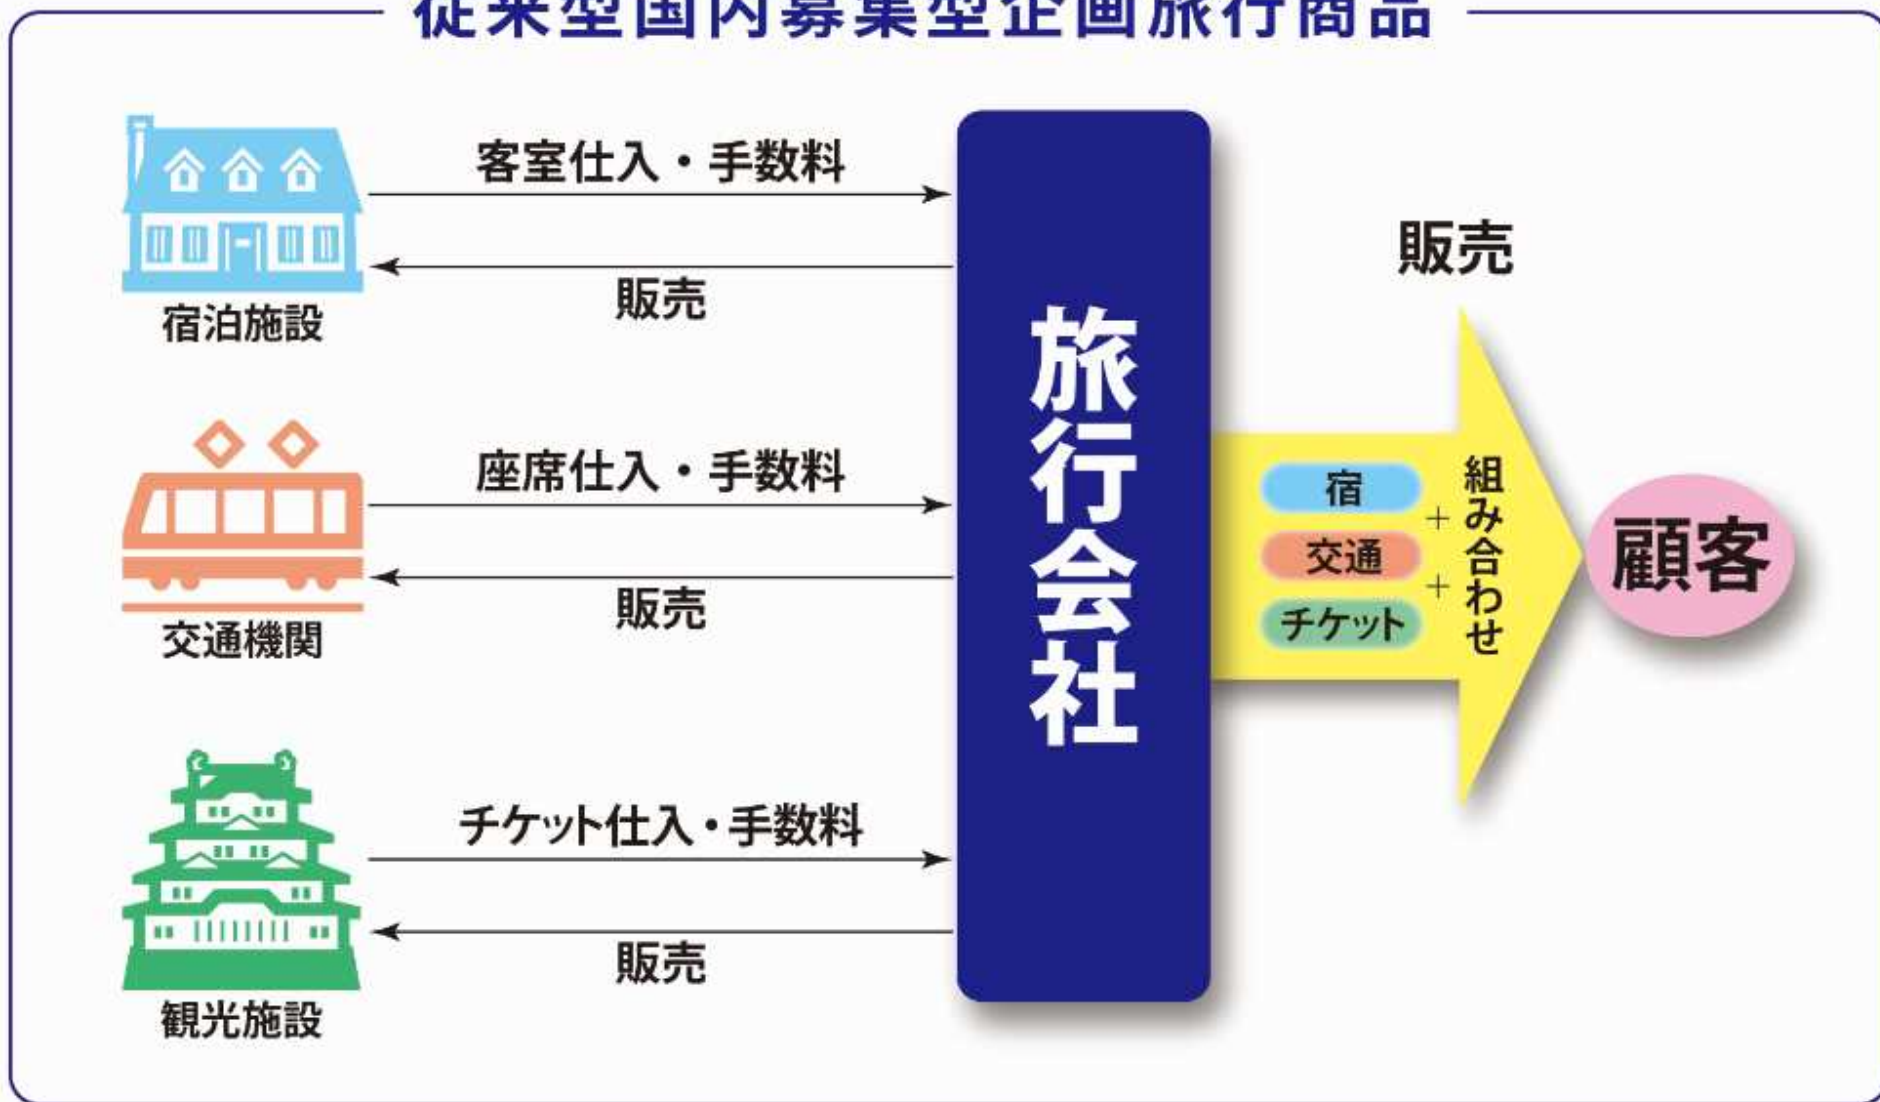 従来型国内募集型企画旅行商品
客室仕入・手数料
販売
宿泊施設
座席仕入・手数料
販売
交通機関
チケット仕入・手数料
販売
観光施設
旅行会社
販売
宿
+
交通
+
チケット
組み合わせ
顧客